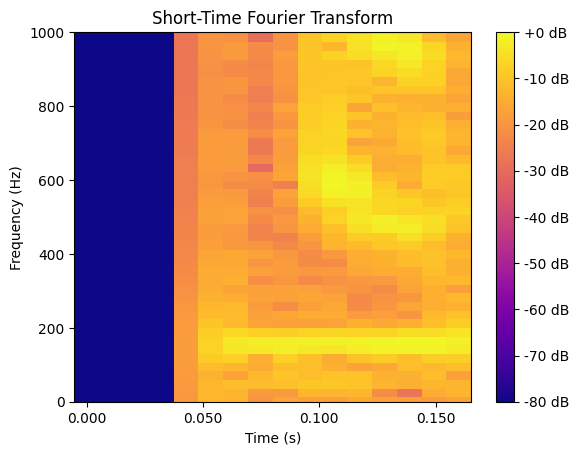 Short-Time Fourier Transform
1000
800
600
400
200
0
Frequency (Hz)
0.000
0.050
0.100
0.150
Time (s)
+0 dB
-10 dB
-20 dB
-30 dB
-40 dB
-50 dB
-60 dB
-70 dB
-80 dB